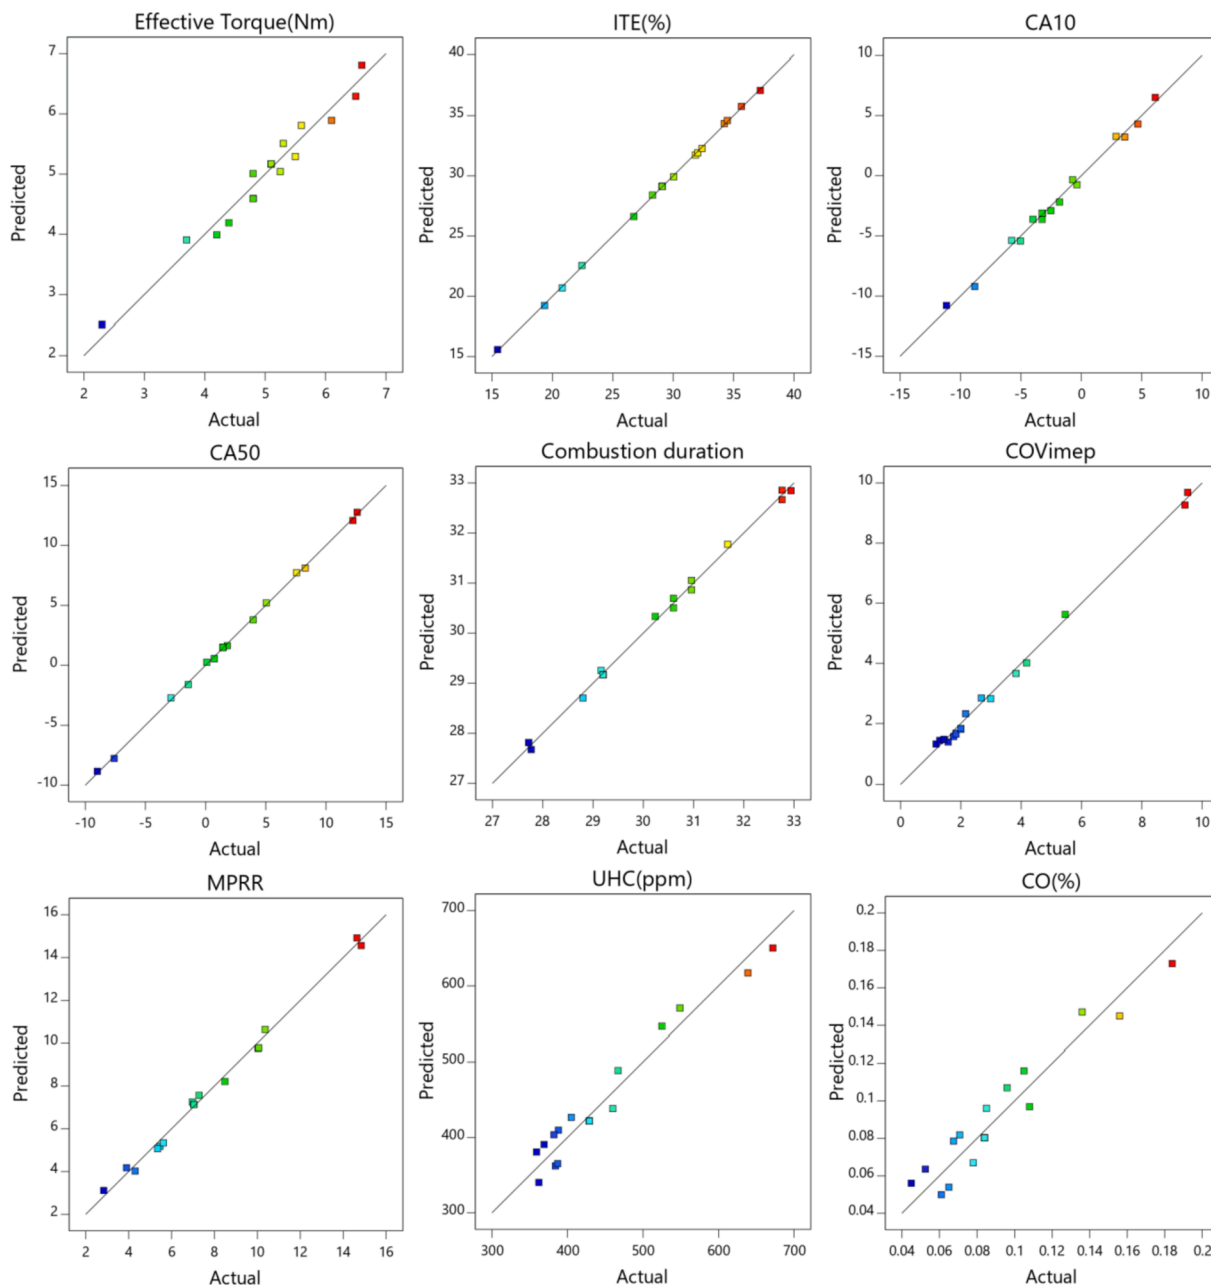 Effective Torque(Nm)
7
6
5
4
3
2
Predicted
2 3 4 5 6 7
Actual
ITE(%)
40
35
30
25
20
15
Predicted
15 20 25 30 35 40
Actual
CA10
10
5
0
-5
-10
-15
Predicted
-15 -10 -5 0 5 10
Actual
CA50
15
10
5
0
-5
-10
Predicted
-10 -5 0 5 10 15
Actual
Combustion duration
33
32
31
30
29
28
27
Predicted
27 28 29 30 31 32 33
Actual
COVimep
10
8
6
4
2
0
Predicted
0 2 4 6 8 10
Actual
MPRR
16
14
12
10
8
6
4
2
Predicted
2 4 6 8 10 12 14 16
Actual
UHC(ppm)
700
600
500
400
300
Predicted
300 400 500 600 700
Actual
CO(%)
0.2
0.18
0.16
0.14
0.12
0.1
0.08
0.06
0.04
Predicted
0.04 0.06 0.08 0.1 0.12 0.14 0.16 0.18 0.2
Actual